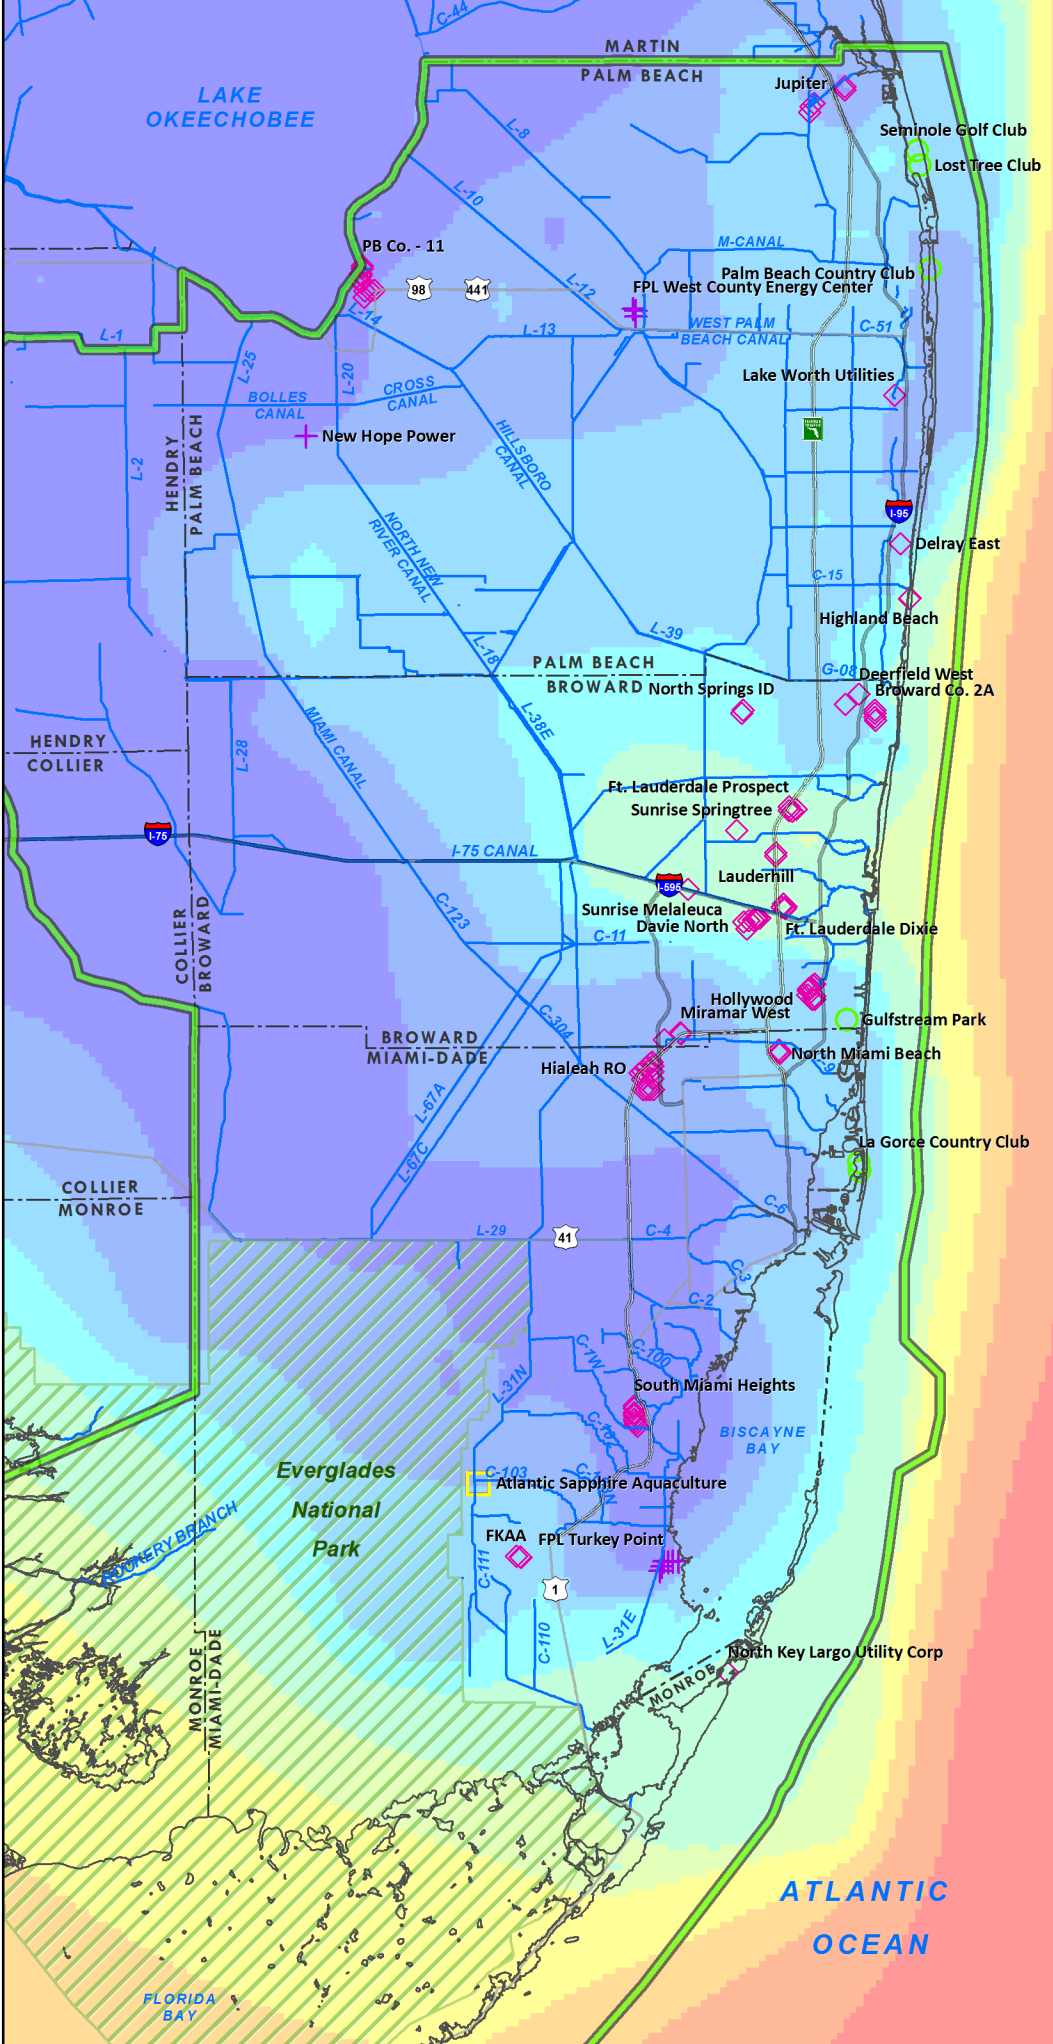 C-44
MARTIN
PALM BEACH
LAKE
OKEECHOBEE
Jupiter
L-8
Seminole Golf Club
Lost Tree Club
L-10
PB Co. - 11
M-CANAL
Palm Beach Country Club
98
441
L-12
FPL West County Energy Center
L-14
L-1
L-13
WEST PALM
BEACH CANAL
C-51
L-25
L-20
CROSS
CANAL
Lake Worth Utilities
BOLLES
CANAL
New Hope Power
HENDRY
PALM BEACH
L-2
HILLSBORO
CANAL
I-95
NORTH NEW
RIVER CANAL
Delray East
C-15
Highland Beach
L-39
L-18
PALM BEACH
BROWARD
G-08
Deerfield West
North Springs ID
Broward Co. 2A
L-38E
MIAMI CANAL
HENDRY
COLLIER
L-28
Ft. Lauderdale Prospect
Sunrise Springtree
I-75
I-75 CANAL
Lauderhill
I-595
C-123
Sunrise Melaleuca
Davie North
Ft. Lauderdale Dixie
COLLIER
BROWARD
C-11
Hollywood
Miramar West
C-304
Gulfstream Park
BROWARD
MIAMI-DADE
North Miami Beach
Hialeah RO
L-67A
La Gorce Country Club
L-67C
COLLIER
MONROE
C-6
L-29
41
C-4
C-3
C-2
C-1W
C-100
L-31N
South Miami Heights
C-102
BISCAYNE
BAY
Everglades
National
Park
C-103
Atlantic Sapphire Aquaculture
ROOKERY BRANCH
FKAA
FPL Turkey Point
C-111
1
C-110
L-31E
MONROE
MIAMI-DADE
North Key Largo Utility Corp
MONROE
ATLANTIC
OCEAN
FLORIDA
BAY